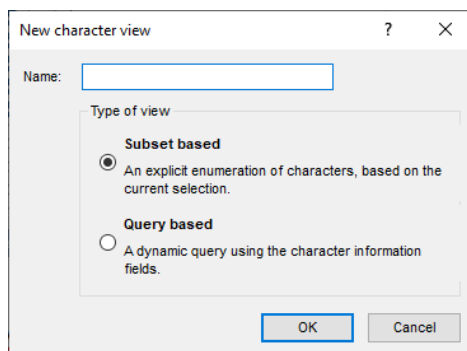 New character view
?
Name:
Type of view
Subset based
An explicit enumeration of characters, based on the
current selection.
Query based
A dynamic query using the character information
fields.
OK
Cancel